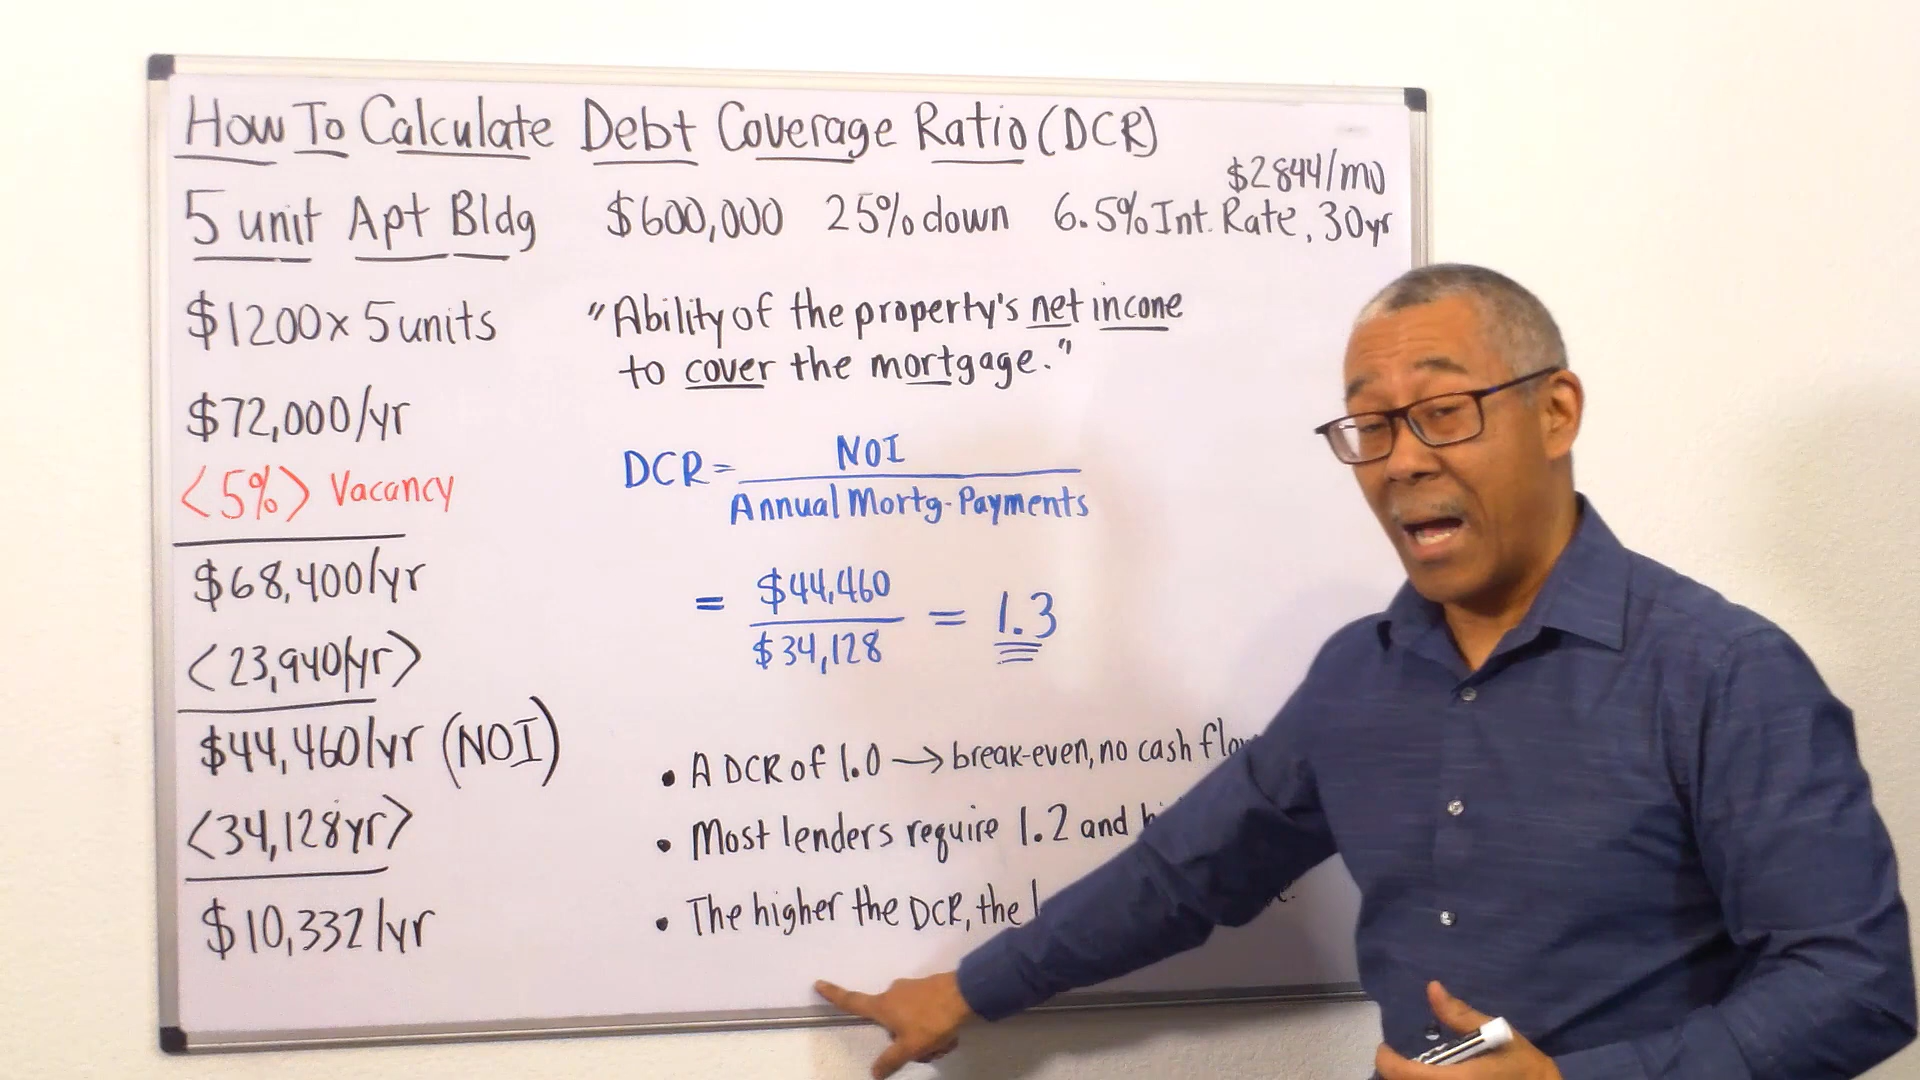 How To Calculate Debt Coverage Ratio (DCR)
$2844/mo
5 unit Apt Bldg $600,000 25% down 6.5% Int. Rate, 30yr
$1200 x 5 units
$72,000/yr
<5%> Vacancy
$68,400/yr
<23,940/yr>
$44,460/yr (NOI)
<34,128yr>
$10,332/yr
"Ability of the property's net income
to cover the mortgage."
DCR = NOI
Annual Mortg. Payments
= $44,460 = 1.3
$34,128
• A DCR of 1.0 → break-even, no cash flow
• Most lenders require 1.2 and
• The higher the DCR, the